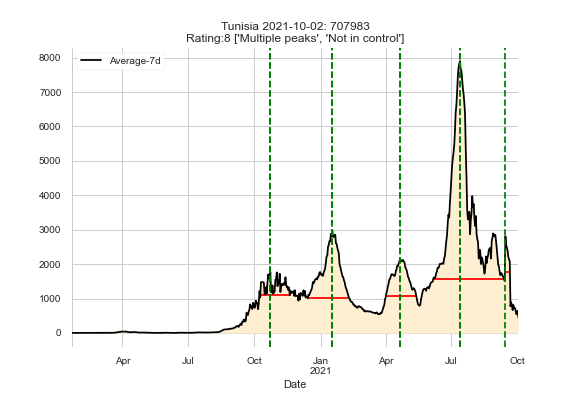 Tunisia 2021-10-02: 707983
Rating:8 ['Multiple peaks', 'Not in control']
Average-7d
8000
7000
6000
5000
4000
3000
2000
1000
0
Apr Jul Oct Jan Apr Jul Oct
2021
Date